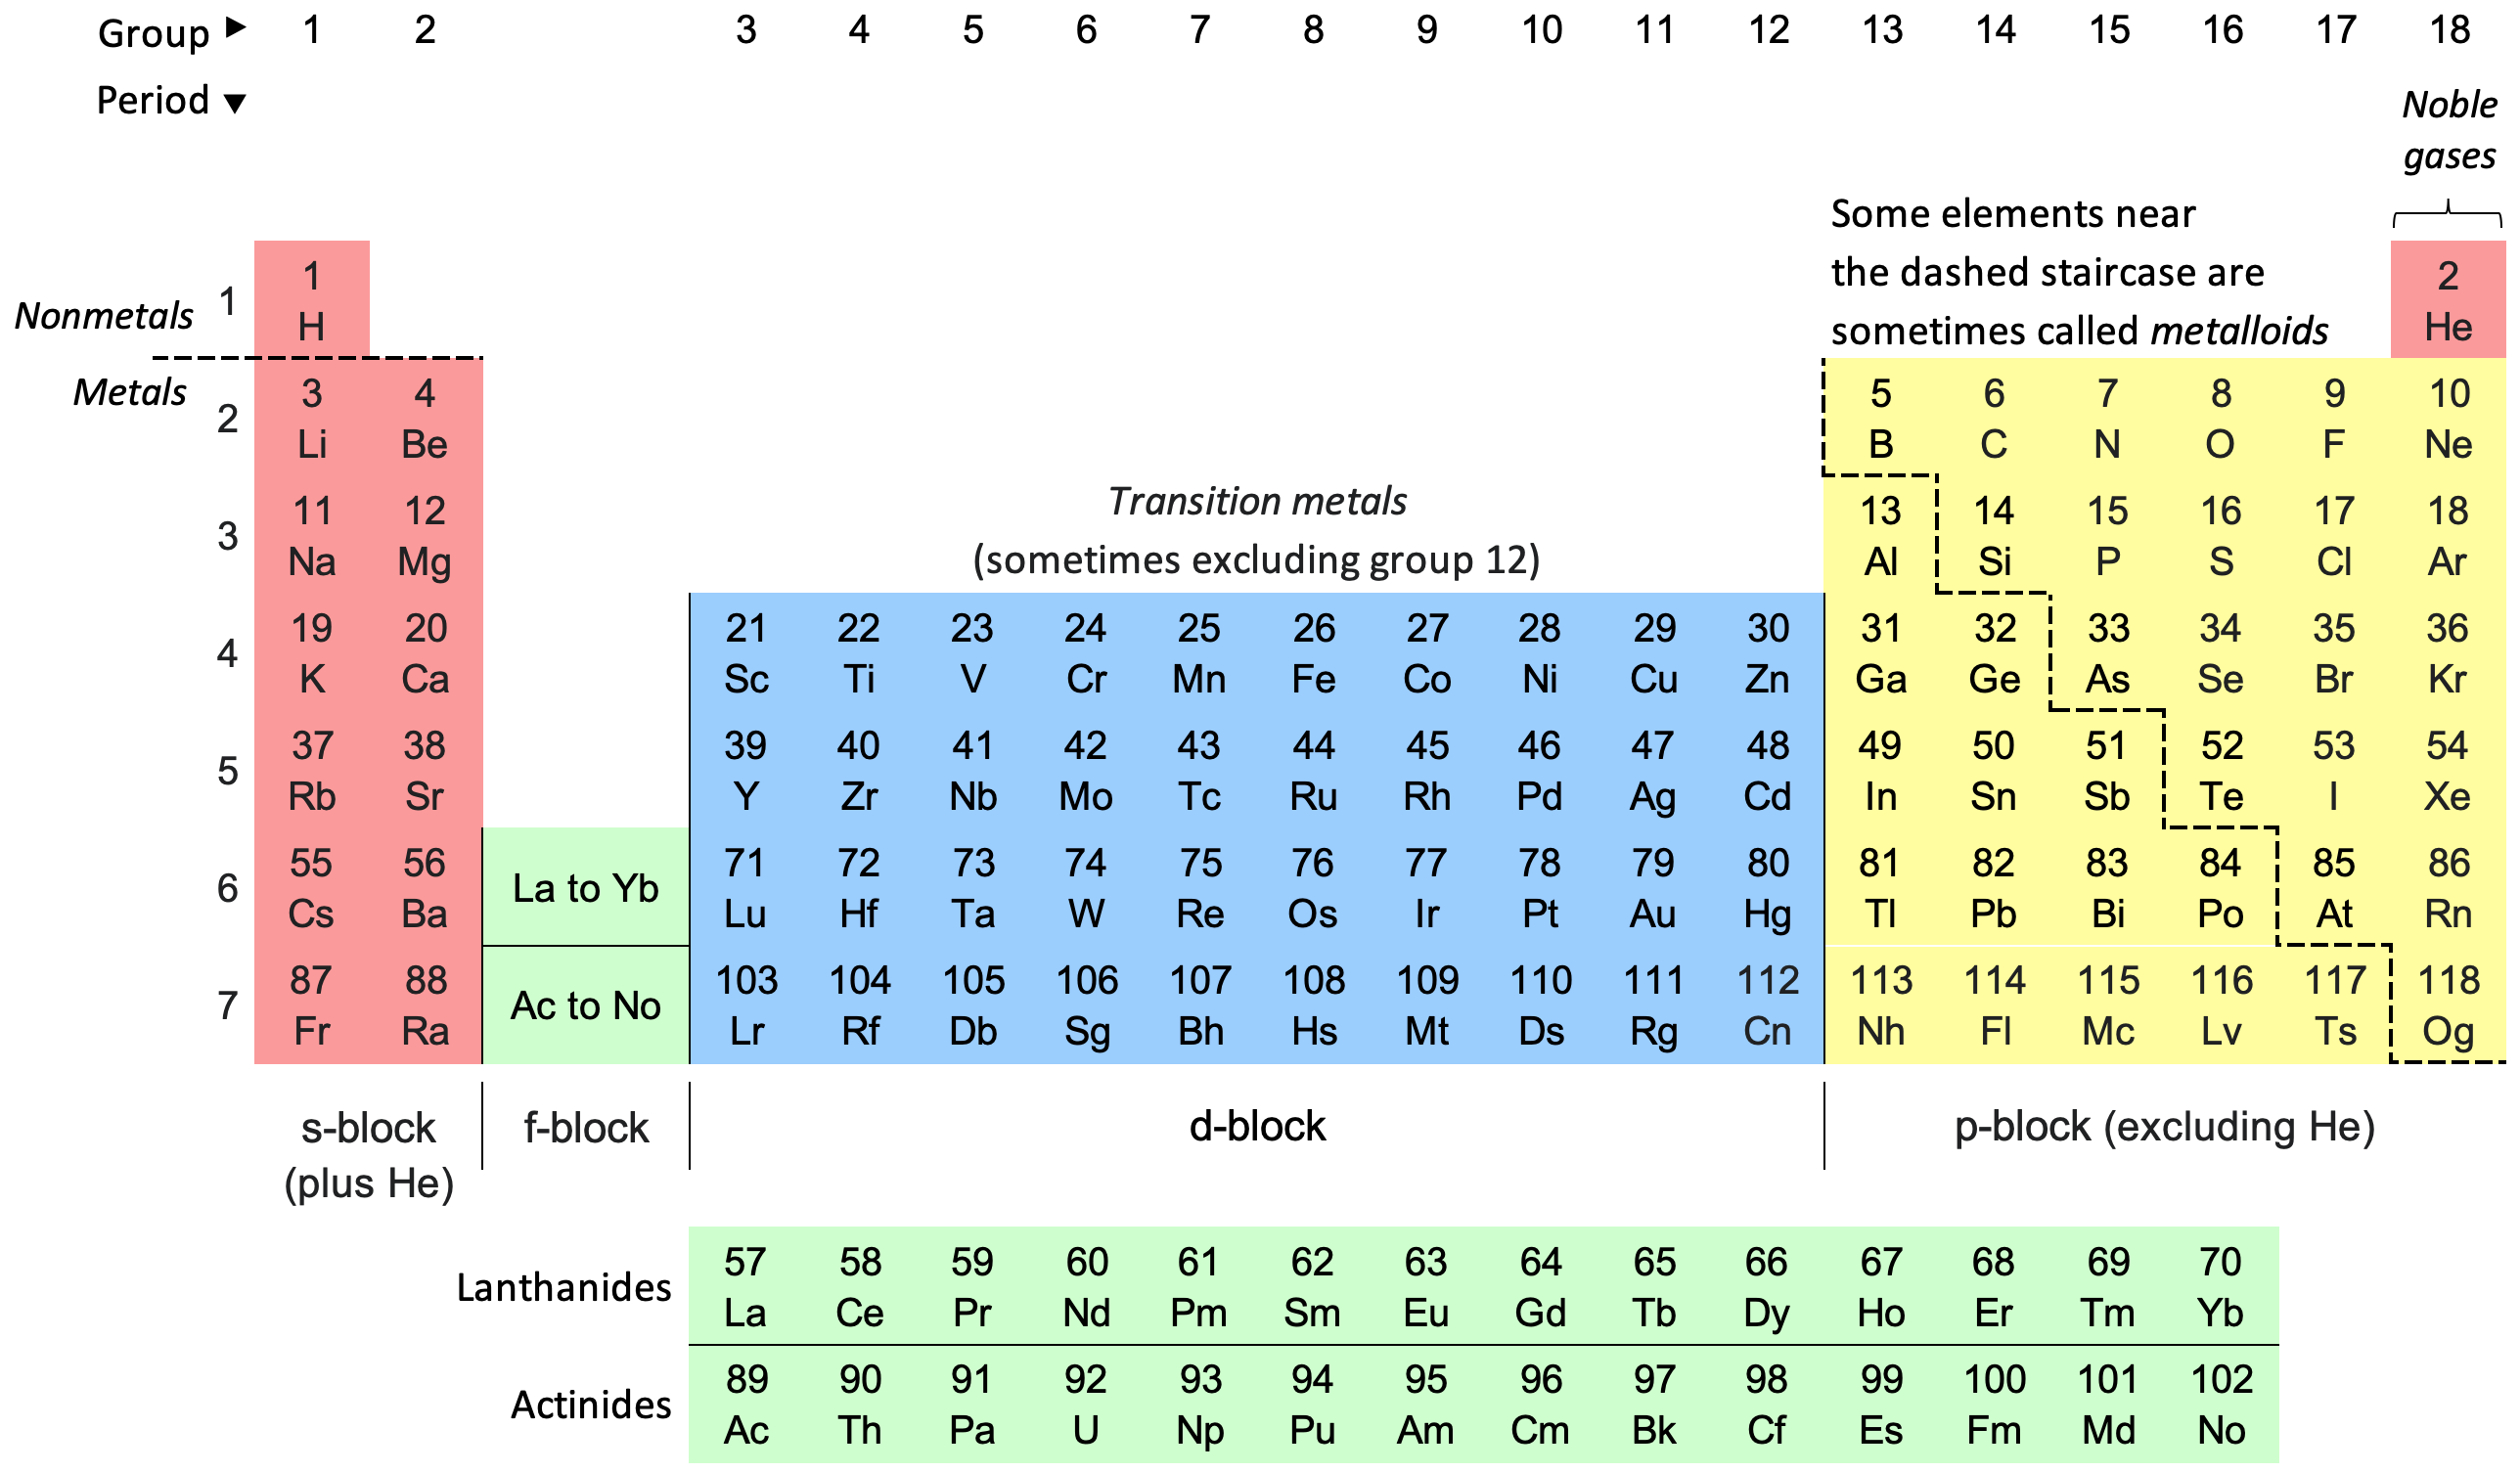 Group ► 1 2 3 4 5 6 7 8 9 10 11 12 13 14 15 16 17 18
Period ▼
Noble
gases
Some elements near
the dashed staircase are
sometimes called metalloids
Nonmetals
1
1 2
H He
Metals
2
3 4 5 6 7 8 9 10
Li Be B C N O F Ne
Transition metals
(sometimes excluding group 12)
3
11 12 13 14 15 16 17 18
Na Mg Al Si P S Cl Ar
4
19 20 21 22 23 24 25 26 27 28 29 30 31 32 33 34 35 36
K Ca Sc Ti V Cr Mn Fe Co Ni Cu Zn Ga Ge As Se Br Kr
5
37 38 39 40 41 42 43 44 45 46 47 48 49 50 51 52 53 54
Rb Sr Y Zr Nb Mo Tc Ru Rh Pd Ag Cd In Sn Sb Te I Xe
6
55 56 71 72 73 74 75 76 77 78 79 80 81 82 83 84 85 86
La to Yb
Cs Ba Lu Hf Ta W Re Os Ir Pt Au Hg Tl Pb Bi Po At Rn
7
87 88 103 104 105 106 107 108 109 110 111 112 113 114 115 116 117 118
Ac to No
Fr Ra Lr Rf Db Sg Bh Hs Mt Ds Rg Cn Nh Fl Mc Lv Ts Og
s-block
(plus He)
f-block
d-block
p-block (excluding He)
Lanthanides
57 58 59 60 61 62 63 64 65 66 67 68 69 70
La Ce Pr Nd Pm Sm Eu Gd Tb Dy Ho Er Tm Yb
Actinides
89 90 91 92 93 94 95 96 97 98 99 100 101 102
Ac Th Pa U Np Pu Am Cm Bk Cf Es Fm Md No